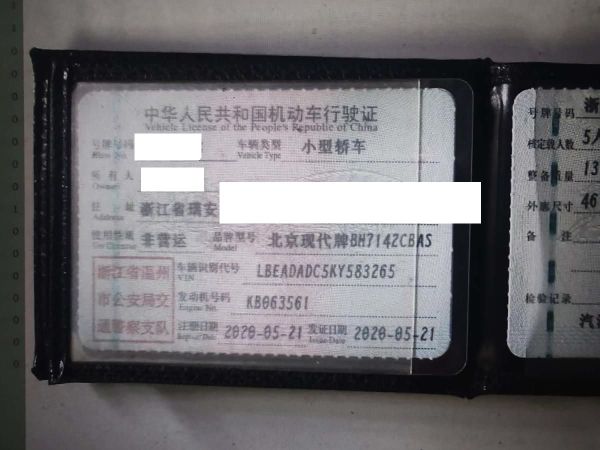 中华人民共和国机动车行驶证
Vehicle License of the People's Republic of China
号牌号码
Plate No.
车辆类型 小型轿车
Vehicle Type
所有人
Owner
住址 浙江省瑞安
Address
使用性质 非营运 品牌型号 北京现代牌BH7142CBAS
Use Character Model
浙江省温州
市公安局交
通警察支队
车辆识别代号 LBEADADC5KY583265
VIN
发动机号码 KB063561
Engine No.
注册日期 2020-05-21 发证日期 2020-05-21
Register Date Issue Date
号牌号码 浙
核定载人数 5人
整备质量 13
外廓尺寸 46
备注
检验记录
汽